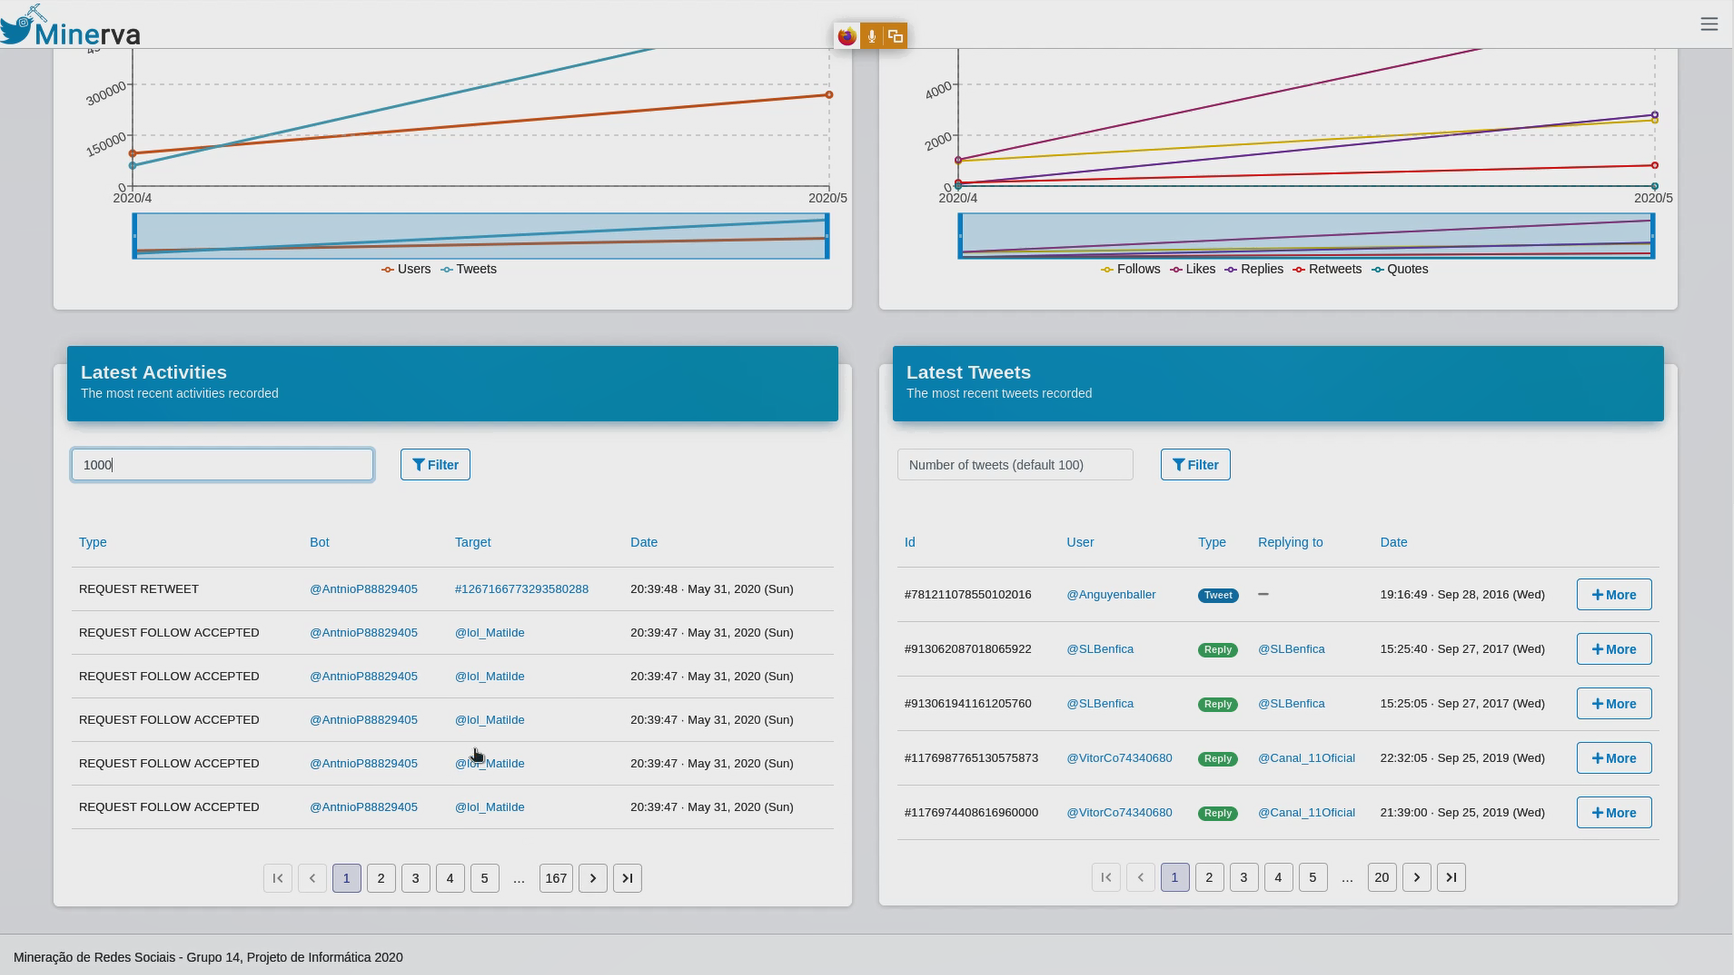 Minerva
300000
150000
0
2020/4
2020/5
Users
Tweets
4000
2000
0
2020/4
2020/5
Follows
Likes
Replies
Retweets
Quotes
Latest Activities
The most recent activities recorded
1000
Filter
Type Bot Target Date
REQUEST RETWEET @AntnioP88829405 #1267166773293580288 20:39:48 · May 31, 2020 (Sun)
REQUEST FOLLOW ACCEPTED @AntnioP88829405 @lol_Matilde 20:39:47 · May 31, 2020 (Sun)
REQUEST FOLLOW ACCEPTED @AntnioP88829405 @lol_Matilde 20:39:47 · May 31, 2020 (Sun)
REQUEST FOLLOW ACCEPTED @AntnioP88829405 @lol_Matilde 20:39:47 · May 31, 2020 (Sun)
REQUEST FOLLOW ACCEPTED @AntnioP88829405 @lol_Matilde 20:39:47 · May 31, 2020 (Sun)
REQUEST FOLLOW ACCEPTED @AntnioP88829405 @lol_Matilde 20:39:47 · May 31, 2020 (Sun)
1 2 3 4 5 ... 167
Latest Tweets
The most recent tweets recorded
Number of tweets (default 100)
Filter
Id User Type Replying to Date
#781211078550102016 @Anguyenballer Tweet — 19:16:49 · Sep 28, 2016 (Wed) +More
#913062087018065922 @SLBenfica Reply @SLBenfica 15:25:40 · Sep 27, 2017 (Wed) +More
#913061941161205760 @SLBenfica Reply @SLBenfica 15:25:05 · Sep 27, 2017 (Wed) +More
#1176987765130575873 @VitorCo74340680 Reply @Canal_11Oficial 22:32:05 · Sep 25, 2019 (Wed) +More
#1176974408616960000 @VitorCo74340680 Reply @Canal_11Oficial 21:39:00 · Sep 25, 2019 (Wed) +More
1 2 3 4 5 ... 20
Mineração de Redes Sociais - Grupo 14, Projeto de Informática 2020